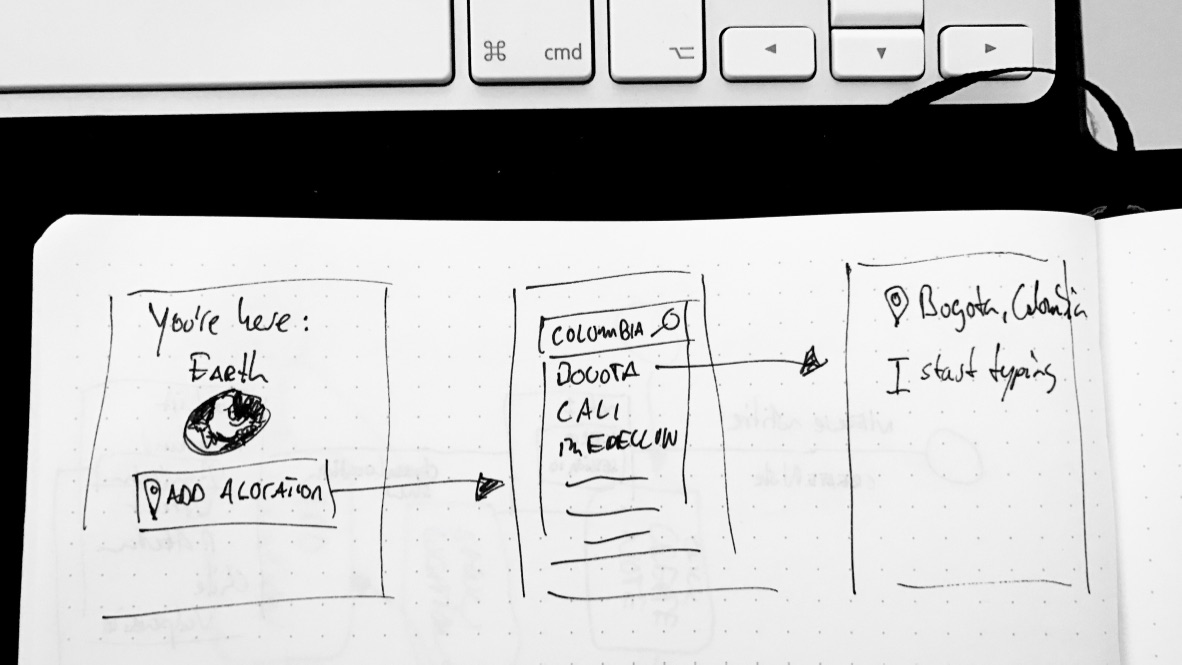 ⌘ cmd
⌥
◀
▼
▶
You're here:
EARth
ADD A LOCATION
COLUMBIA
BOGOTA
CALI
MEDELLIN
Bogota, Colombia
I start typing